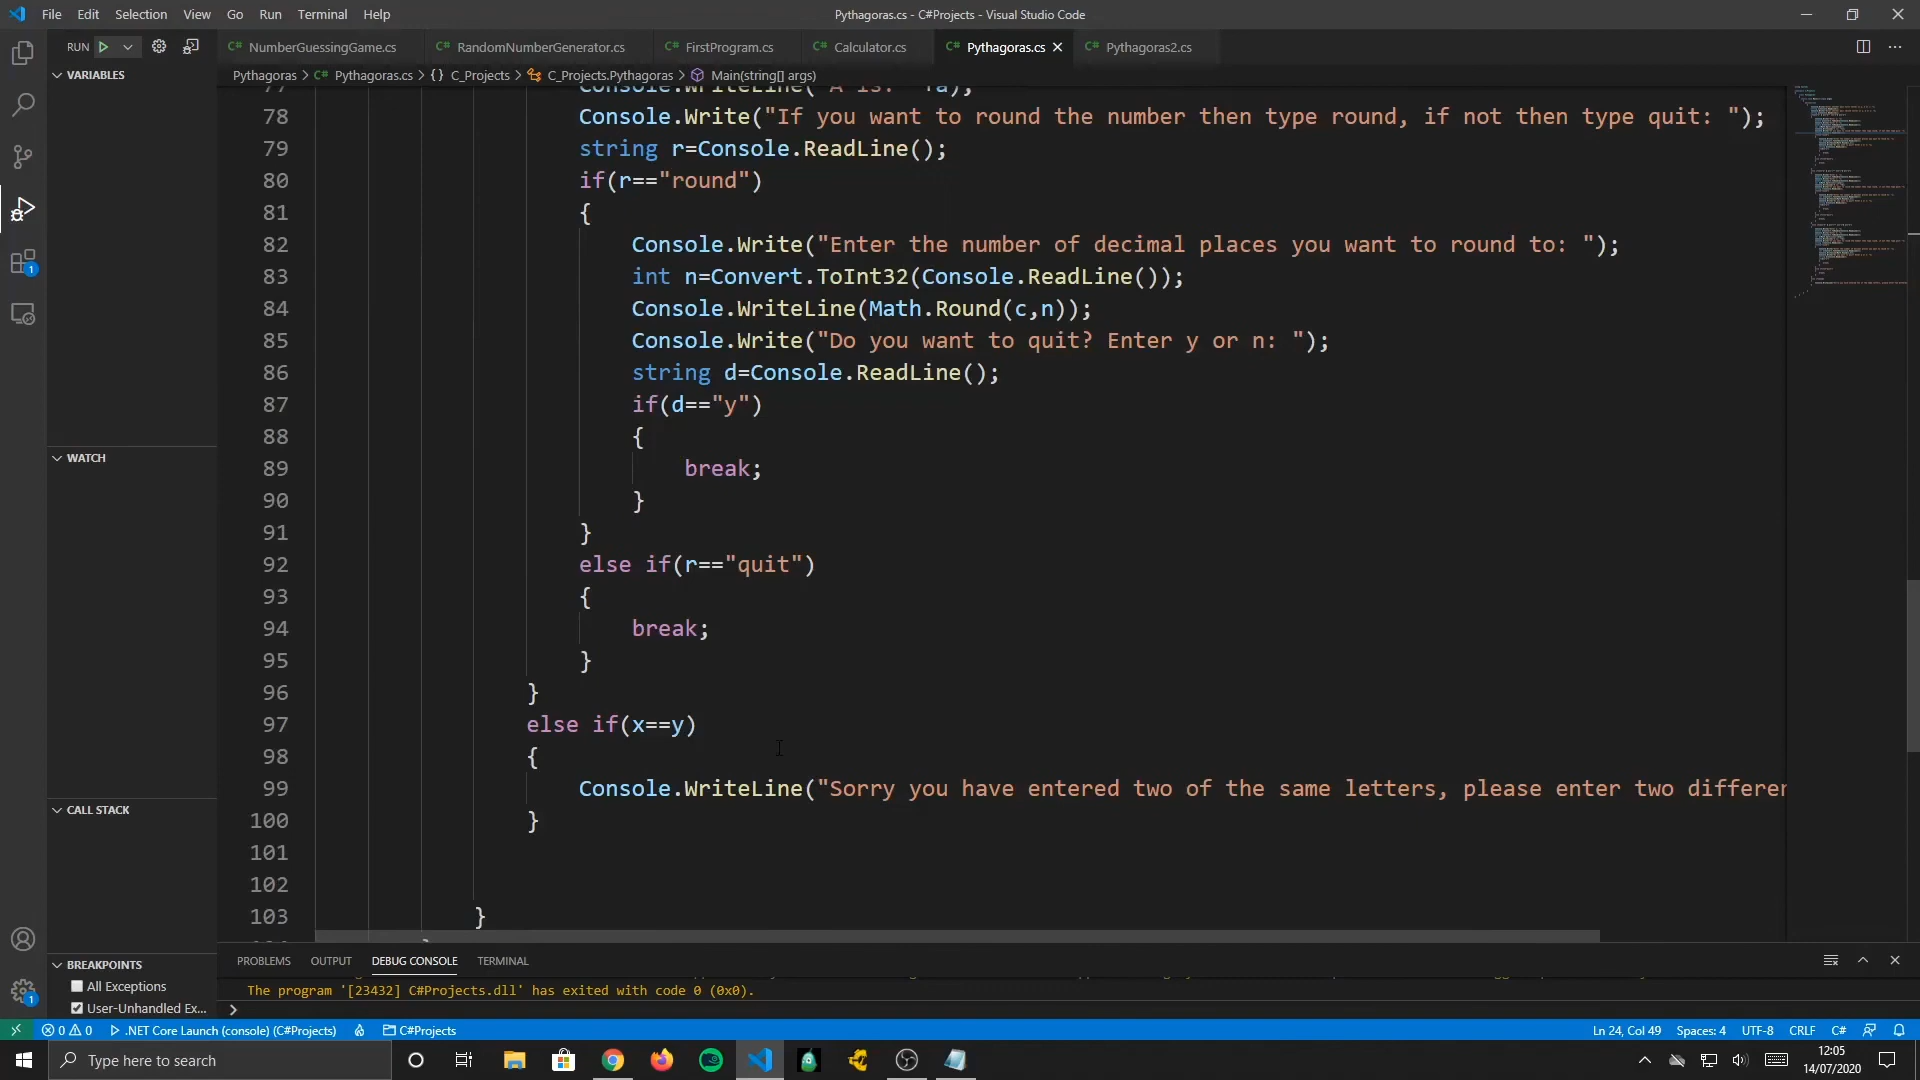 File Edit Selection View Go Run Terminal Help
Pythagoras.cs - C#Projects - Visual Studio Code
RUN
NumberGuessingGame.cs
RandomNumberGenerator.cs
FirstProgram.cs
Calculator.cs
Pythagoras.cs
Pythagoras2.cs
Pythagoras > C# Pythagoras.cs > {} C_Projects > C_Projects.Pythagoras > Main(string[] args)
VARIABLES
WATCH
CALL STACK
BREAKPOINTS
All Exceptions
User-Unhandled Ex...
77 Console.WriteLine("A is: "+a);
78 Console.Write("If you want to round the number then type round, if not then type quit: ");
79 string r=Console.ReadLine();
80 if(r=="round")
81 {
82 Console.Write("Enter the number of decimal places you want to round to: ");
83 int n=Convert.ToInt32(Console.ReadLine());
84 Console.WriteLine(Math.Round(c,n));
85 Console.Write("Do you want to quit? Enter y or n: ");
86 string d=Console.ReadLine();
87 if(d=="y")
88 {
89 break;
90 }
91 }
92 else if(r=="quit")
93 {
94 break;
95 }
96 }
97 else if(x==y)
98 {
99 Console.WriteLine("Sorry you have entered two of the same letters, please enter two differen
100 }
101
102
103 }
PROBLEMS OUTPUT DEBUG CONSOLE TERMINAL
The program '[23432] C#Projects.dll' has exited with code 0 (0x0).
0 0 .NET Core Launch (console) (C#Projects) C#Projects
Ln 24, Col 49 Spaces: 4 UTF-8 CRLF C#
Type here to search
12:05
14/07/2020